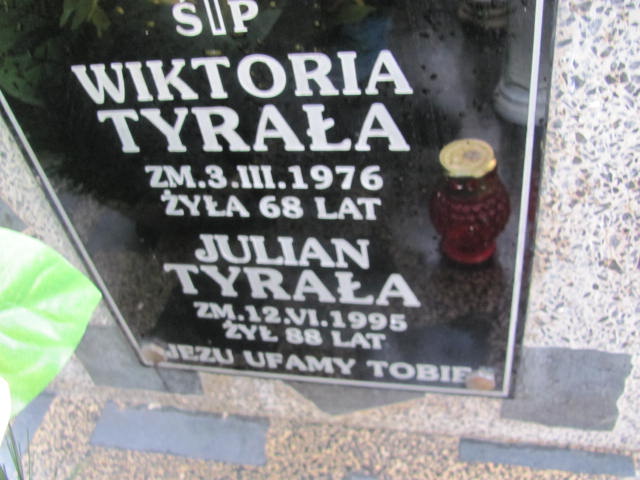 Ś P
WIKTORIA
TYRAŁA
ZM.3.III.1976
ŻYŁA 68 LAT
JULIAN
TYRAŁA
ZM.12.VI.1995
ŻYŁ 88 LAT
JEZU UFAMY TOBIE